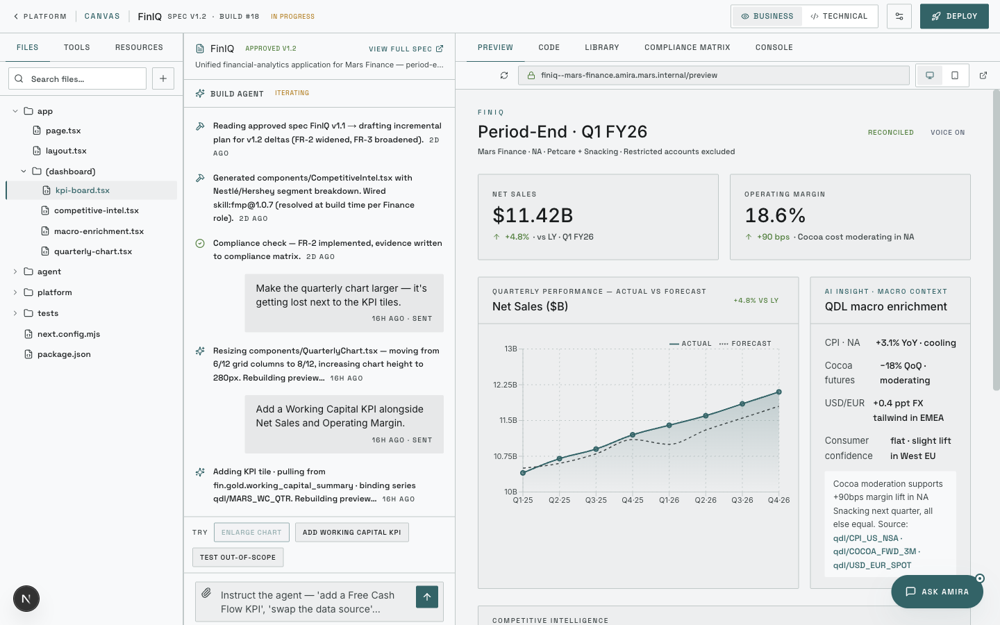 PLATFORM
CANVAS
FinIQ
SPEC V1.2 · BUILD #18
IN PROGRESS
BUSINESS
TECHNICAL
DEPLOY
FILES
TOOLS
RESOURCES
Search files...
app
page.tsx
layout.tsx
(dashboard)
kpi-board.tsx
competitive-intel.tsx
macro-enrichment.tsx
quarterly-chart.tsx
agent
platform
tests
next.config.mjs
package.json
N
FinIQ
APPROVED V1.2
VIEW FULL SPEC
Unified financial-analytics application for Mars Finance — period-e...
BUILD AGENT
ITERATING
Reading approved spec FinIQ v1.1 → drafting incremental
plan for v1.2 deltas (FR-2 widened, FR-3 broadened). 2D
AGO
Generated components/CompetitiveIntel.tsx with
Nestlé/Hershey segment breakdown. Wired
skill:fmp@1.0.7 (resolved at build time per Finance
role). 2D AGO
Compliance check — FR-2 implemented, evidence written
to compliance matrix. 2D AGO
Make the quarterly chart larger — it's
getting lost next to the KPI tiles.
16H AGO · SENT
Resizing components/QuarterlyChart.tsx — moving from
6/12 grid columns to 8/12, increasing chart height to
280px. Rebuilding preview... 16H AGO
Add a Working Capital KPI alongside
Net Sales and Operating Margin.
16H AGO · SENT
Adding KPI tile · pulling from
fin.gold.working_capital_summary · binding series
qdl/MARS_WC_QTR. Rebuilding preview... 16H AGO
TRY
ENLARGE CHART
ADD WORKING CAPITAL KPI
TEST OUT-OF-SCOPE
Instruct the agent — 'add a Free Cash
Flow KPI', 'swap the data source'...
PREVIEW
CODE
LIBRARY
COMPLIANCE MATRIX
CONSOLE
finiq--mars-finance.amira.mars.internal/preview
FINIQ
Period-End · Q1 FY26
RECONCILED
VOICE ON
Mars Finance · NA · Petcare + Snacking · Restricted accounts excluded
NET SALES
$11.42B
↑ +4.8% · vs LY · Q1 FY26
OPERATING MARGIN
18.6%
↑ +90 bps · Cocoa cost moderating in NA
QUARTERLY PERFORMANCE — ACTUAL VS FORECAST
Net Sales ($B)
+4.8% VS LY
ACTUAL
FORECAST
13B
12.25B
11.5B
10.75B
10B
Q1·25
Q2·25
Q3·25
Q4·25
Q1·26
Q2·26
Q3·26
Q4·26
AI INSIGHT · MACRO CONTEXT
QDL macro enrichment
CPI · NA
+3.1% YoY · cooling
Cocoa
futures
−18% QoQ ·
moderating
USD/EUR
+0.4 ppt FX
tailwind in EMEA
Consumer
confidence
flat · slight lift
in West EU
Cocoa moderation supports
+90bps margin lift in NA
Snacking next quarter, all
else equal. Source:
qdl/CPI_US_NSA ·
qdl/COCOA_FWD_3M ·
qdl/USD_EUR_SPOT
ASK AMIRA
COMPETITIVE INTELLIGENCE